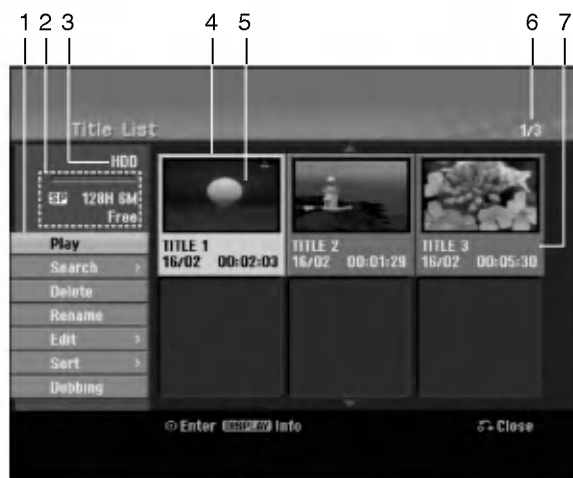 1 2 3 4 5 6 7
Title List
1/3
HDD
SP 128H 6M
Free
Play
Search >
Delete
Rename
Edit >
Sort >
Dubbing
TITLE 1
16/02 00:02:03
TITLE 2
16/02 00:01:29
TITLE 3
16/02 00:05:30
Enter DISPLAY Info
Close